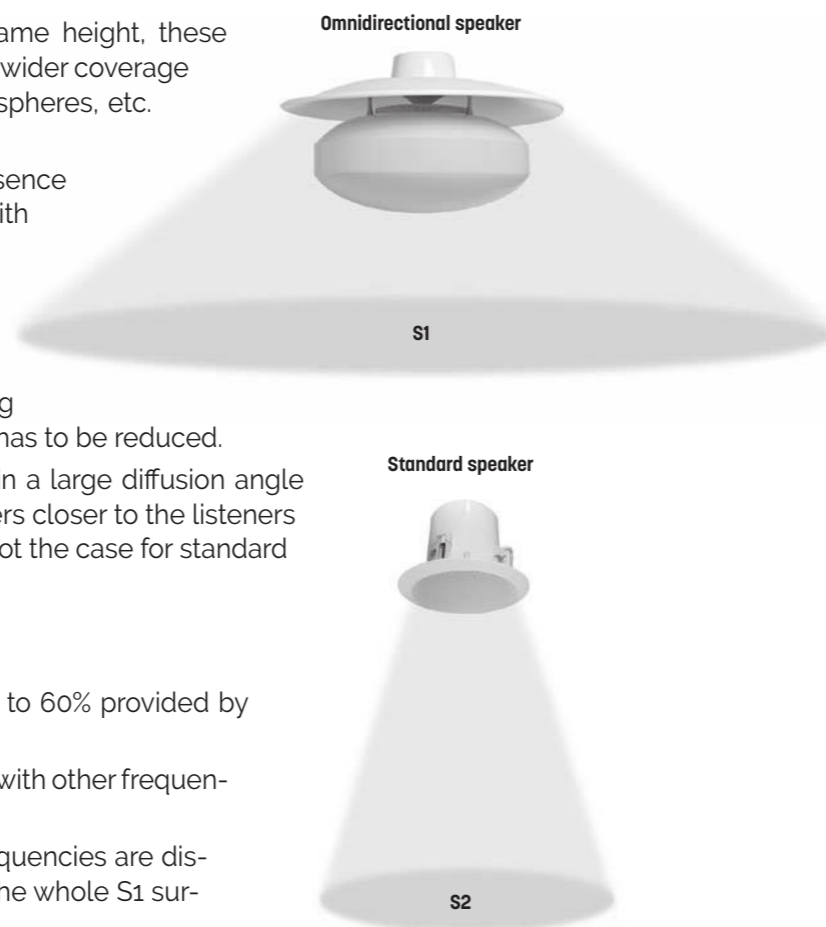 Omnidirectional speaker
ame height, these
wider coverage
spheres, etc.
sence
ith
S1
g
has to be reduced.
Standard speaker
in a large diffusion angle
ers closer to the listeners
ot the case for standard
to 60% provided by
with other frequen-
quencies are dis-
he whole S1 sur-
S2